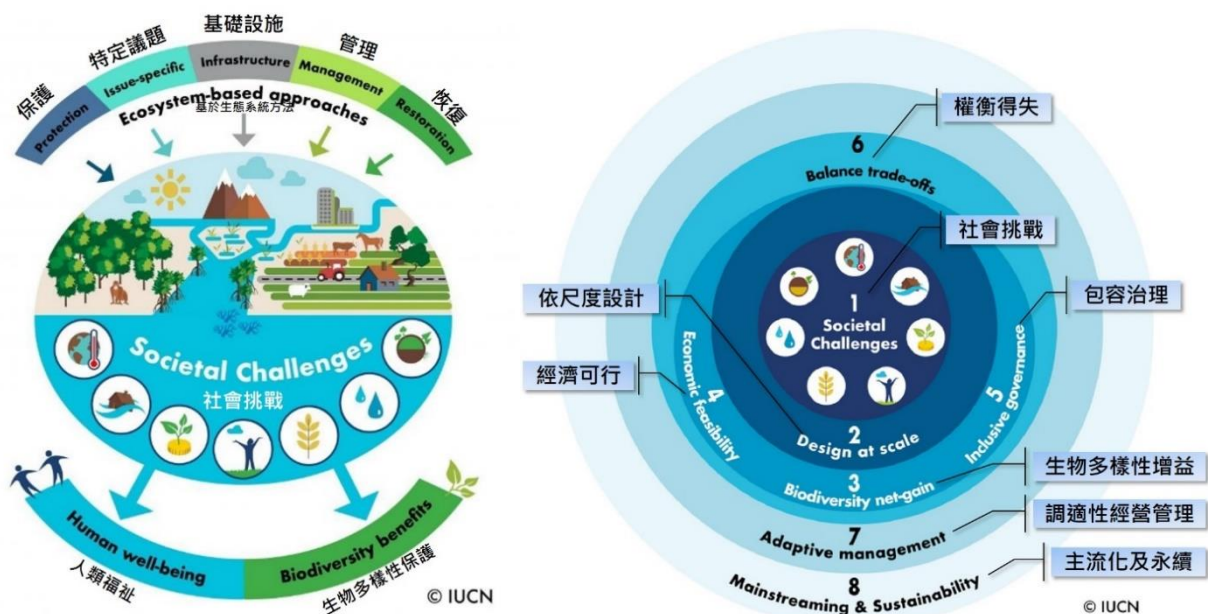 保護
特定議題
基礎設施
管理
恢復
Protection
Issue-specific
Infrastructure
Management
Restoration
Ecosystem-based approaches
基於生態系統方法
Societal Challenges
社會挑戰
Human well-being
人類福祉
Biodiversity benefits
生物多樣性保護
© IUCN
6
Balance trade-offs
權衡得失
1
Societal
Challenges
社會挑戰
依尺度設計
經濟可行
4
Economic feasibility
5
Inclusive governance
包容治理
2
Design at scale
3
Biodiversity net-gain
生物多樣性增益
7
Adaptive management
調適性經營管理
8
Mainstreaming & Sustainability
主流化及永續
© IUCN